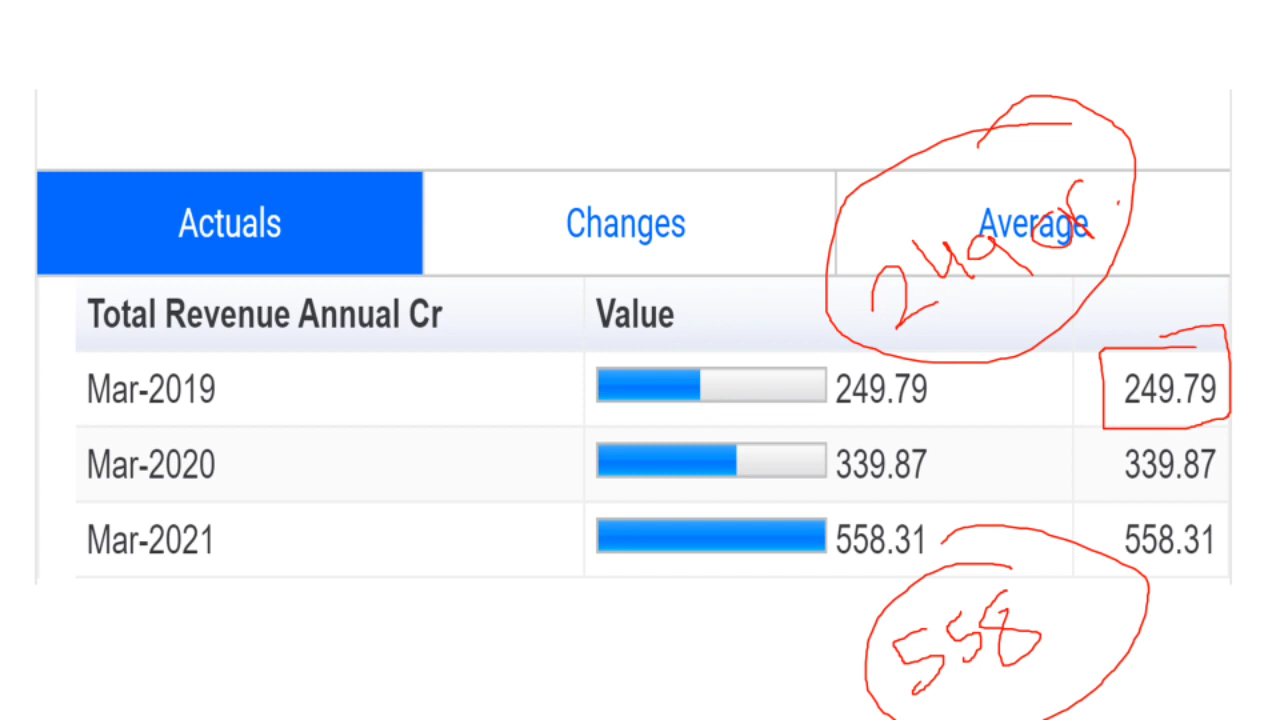 Actuals Changes Average
249 cr
Total Revenue Annual Cr Value
Mar-2019 249.79 249.79
Mar-2020 339.87 339.87
Mar-2021 558.31 558.31
558